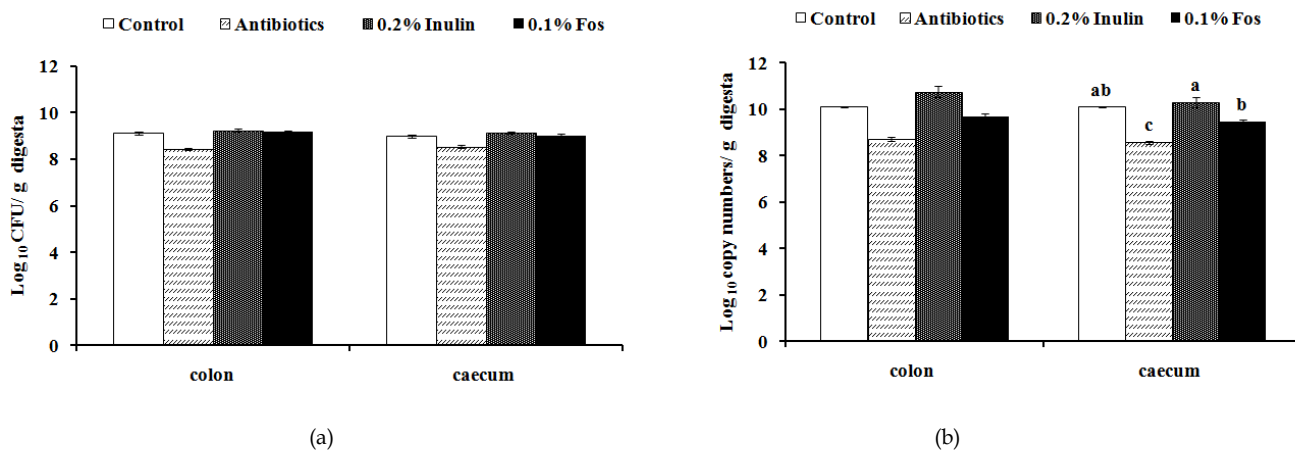 Control Antibiotics 0.2% Inulin 0.1% Fos
12
10
8
6
4
2
0
Log10 CFU/ g digesta
colon caecum
(a)
Control Antibiotics 0.2% Inulin 0.1% Fos
12
10
8
6
4
2
0
Log10 copy numbers/ g digesta
ab
c
a
b
colon caecum
(b)